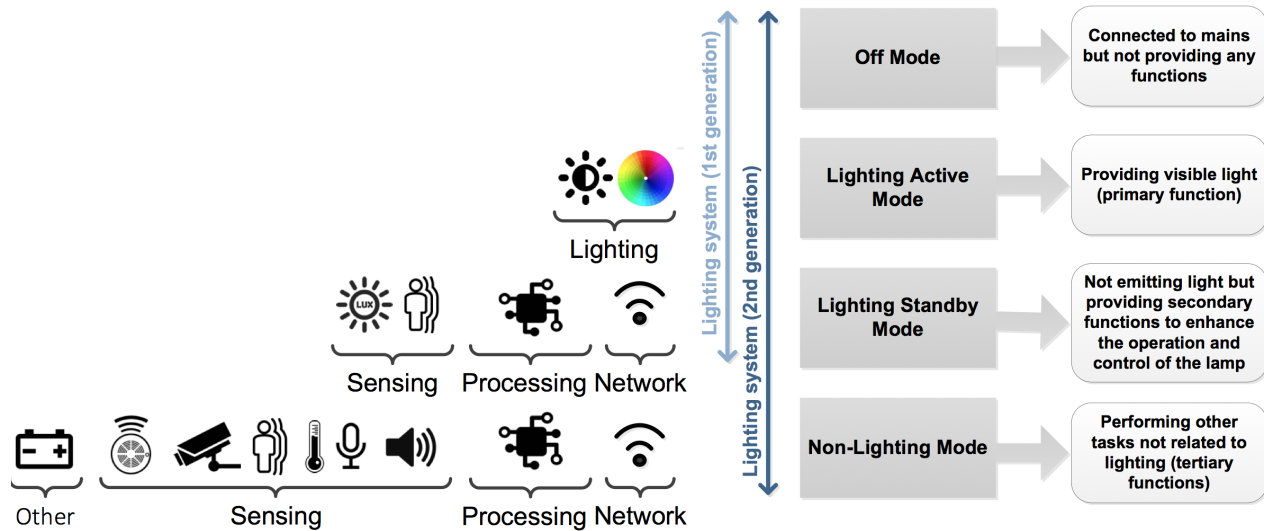 Off Mode
Connected to mains
but not providing any
functions
Lighting system (1st generation)
Lighting system (2nd generation)
Lighting
Lighting Active
Mode
Providing visible light
(primary function)
LUX
Sensing
Processing
Network
Lighting Standby
Mode
Not emitting light but
providing secondary
functions to enhance
the operation and
control of the lamp
Other
Sensing
Processing
Network
Non-Lighting Mode
Performing other
tasks not related to
lighting (tertiary
functions)